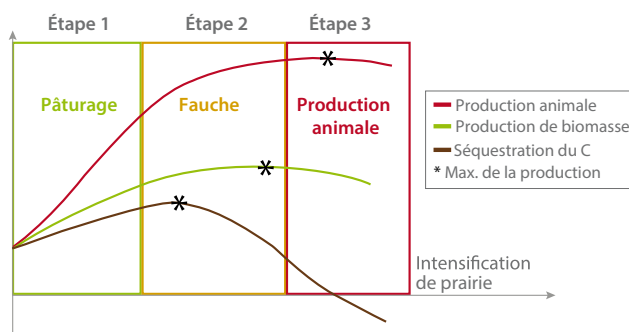 Étape 1
Étape 2
Étape 3
Pâturage
Fauche
Production
animale
Production animale
Production de biomasse
Séquestration du C
* Max. de la production
Intensification
de prairie